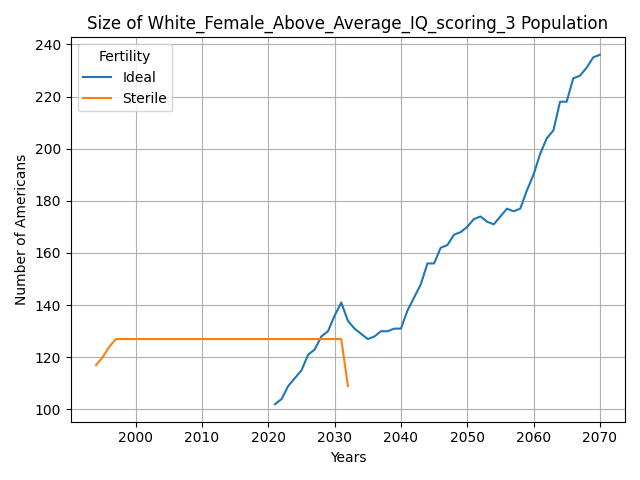 Size of White_Female_Above_Average_IQ_scoring_3 Population
Fertility
Ideal
Sterile
Number of Americans
240
220
200
180
160
140
120
100
2000 2010 2020 2030 2040 2050 2060 2070
Years